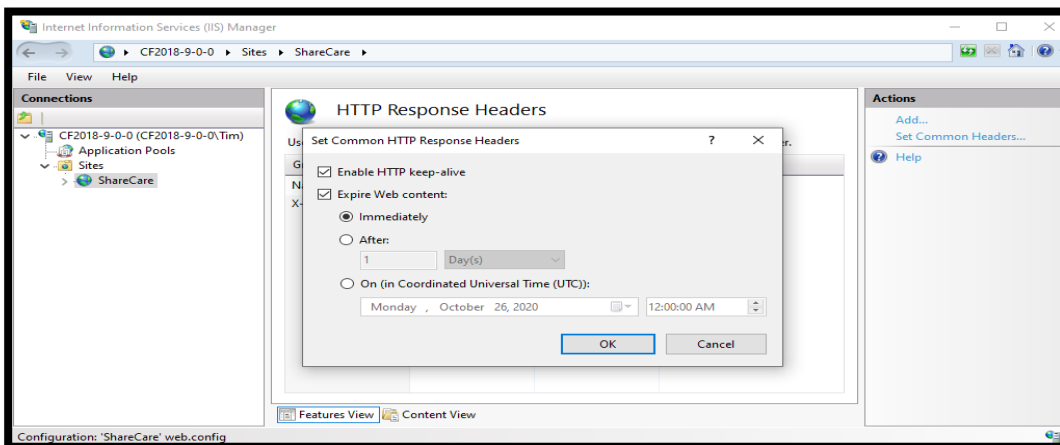 Internet Information Services (IIS) Manager
CF2018-9-0-0 Sites ShareCare
File View Help
Connections
CF2018-9-0-0 (CF2018-9-0-0\Tim)
Application Pools
Sites
ShareCare
HTTP Response Headers
Set Common HTTP Response Headers
Enable HTTP keep-alive
Expire Web content:
Immediately
After:
1 Day(s)
On (in Coordinated Universal Time (UTC)):
Monday , October 26, 2020 12:00:00 AM
OK Cancel
Features View Content View
Actions
Add...
Set Common Headers...
Help
Configuration: 'ShareCare' web.config